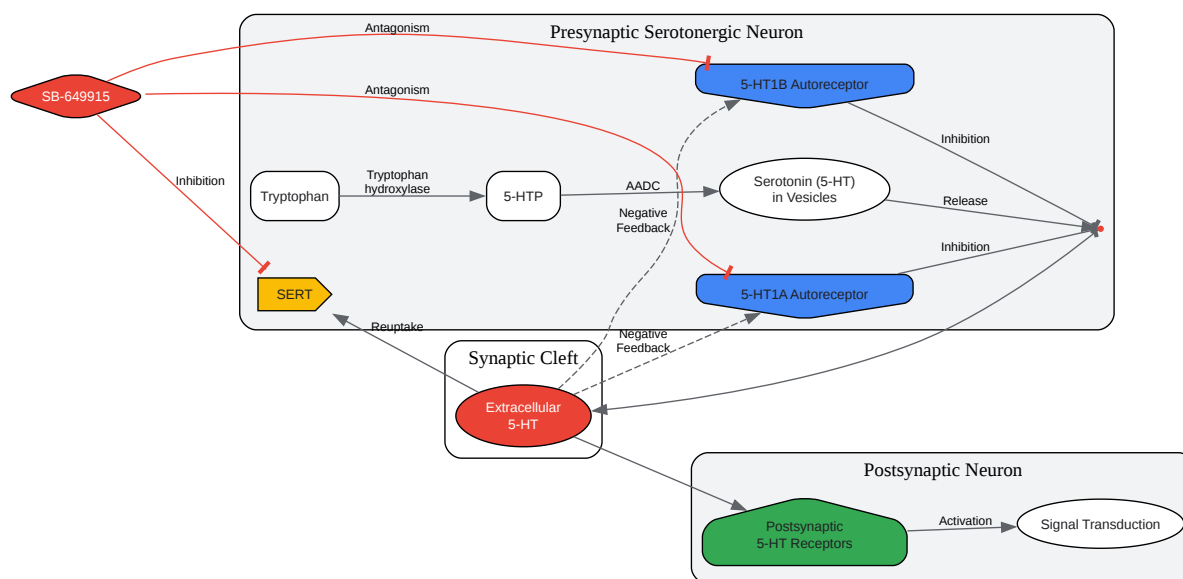 Presynaptic Serotonergic Neuron
Antagonism
SB-649915
5-HT1B Autoreceptor
Antagonism
Inhibition
Inhibition
Tryptophan
hydroxylase
Tryptophan
5-HTP
AADC
Serotonin (5-HT)
in Vesicles
Release
Negative
Feedback
Inhibition
SERT
5-HT1A Autoreceptor
Reuptake
Negative
Feedback
Synaptic Cleft
Extracellular
5-HT
Postsynaptic Neuron
Postsynaptic
5-HT Receptors
Activation
Signal Transduction